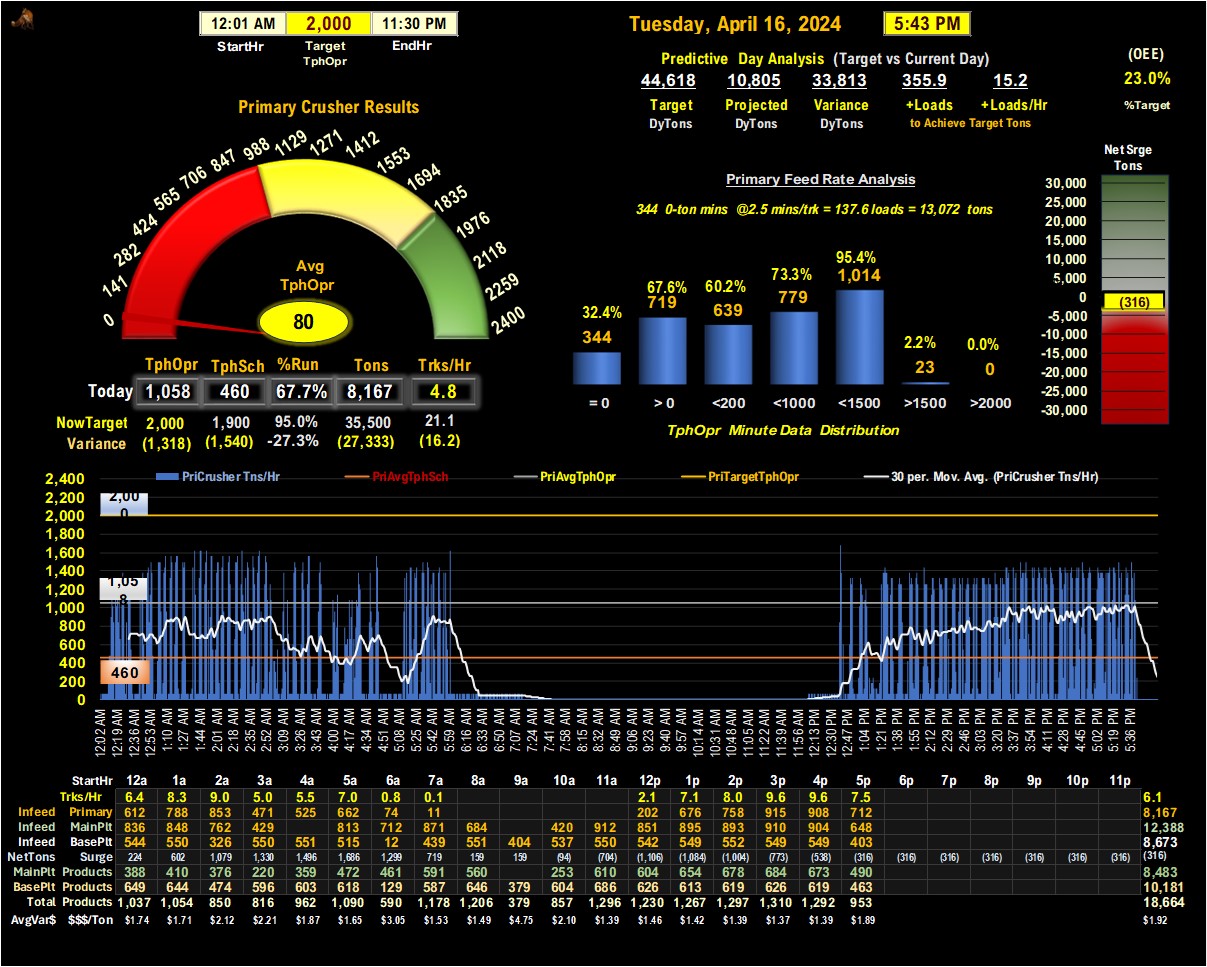 12:01 AM 2,000 11:30 PM
StartHr Target EndHr
TphOpr
Tuesday, April 16, 2024 5:43 PM
Predictive Day Analysis (Target vs Current Day)
44,618 10,805 33,813 355.9 15.2
Target Projected Variance +Loads +Loads/Hr
DyTons DyTons DyTons to Achieve Target Tons
(OEE)
23.0%
%Target
Primary Crusher Results
0 141 282 424 565 706 847 988 1129 1271 1412 1553 1694 1835 1976 2118 2259 2400
Avg
TphOpr
80
TphOpr TphSch %Run Tons Trks/Hr
Today 1,058 460 67.7% 8,167 4.8
NowTarget 2,000 1,900 95.0% 35,500 21.1
Variance (1,318) (1,540) -27.3% (27,333) (16.2)
Primary Feed Rate Analysis
344 0-ton mins @2.5 mins/trk = 137.6 loads = 13,072 tons
32.4% 67.6% 60.2% 73.3% 95.4% 2.2% 0.0%
344 719 639 779 1,014 23 0
= 0 > 0 <200 <1000 <1500 >1500 >2000
TphOpr Minute Data Distribution
Net Srge
Tons
30,000
25,000
20,000
15,000
10,000
5,000
0
(316)
-5,000
-10,000
-15,000
-20,000
-25,000
-30,000
PriCrusher Tns/Hr PriAvgTphSch PriAvgTphOpr PriTargetTphOpr 30 per. Mov. Avg. (PriCrusher Tns/Hr)
2,400
2,200
2,000
1,800
1,600
1,400
1,200
1,000
800
600
400
200
0
2,00
0
1,05
8
460
12:02 AM 12:19 AM 12:36 AM 12:53 AM 1:10 AM 1:27 AM 1:44 AM 2:01 AM 2:18 AM 2:35 AM 2:52 AM 3:09 AM 3:26 AM 3:43 AM 4:00 AM 4:17 AM 4:34 AM 4:51 AM 5:08 AM 5:25 AM 5:42 AM 5:59 AM 6:16 AM 6:33 AM 6:50 AM 7:07 AM 7:24 AM 7:41 AM 7:58 AM 8:15 AM 8:32 AM 8:49 AM 9:06 AM 9:23 AM 9:40 AM 9:57 AM 10:14 AM 10:31 AM 10:48 AM 11:05 AM 11:22 AM 11:39 AM 11:56 AM 12:13 PM 12:30 PM 12:47 PM 1:04 PM 1:21 PM 1:38 PM 1:55 PM 2:12 PM 2:29 PM 2:46 PM 3:03 PM 3:20 PM 3:37 PM 3:54 PM 4:11 PM 4:28 PM 4:45 PM 5:02 PM 5:19 PM 5:36 PM
StartHr 12a 1a 2a 3a 4a 5a 6a 7a 8a 9a 10a 11a 12p 1p 2p 3p 4p 5p 6p 7p 8p 9p 10p 11p
Trks/Hr 6.4 8.3 9.0 5.0 5.5 7.0 0.8 0.1 2.1 7.1 8.0 9.6 9.6 7.5 6.1
Infeed Primary 612 788 853 471 525 662 74 11 202 676 758 915 908 712 8,167
Infeed MainPlt 836 848 762 429 813 712 871 684 420 912 851 895 893 910 904 648 12,388
Infeed BasePlt 544 550 326 550 551 515 12 439 551 404 537 550 542 549 552 549 549 403 8,673
NetTons Surge 224 602 1,079 1,330 1,496 1,686 1,299 719 159 159 (94) (704) (1,106) (1,084) (1,004) (773) (538) (316) (316) (316) (316) (316) (316) (316) (316)
MainPlt Products 388 410 376 220 359 472 461 591 560 253 610 604 654 678 684 673 490 8,483
BasePlt Products 649 644 474 596 603 618 129 587 646 379 604 686 626 613 619 626 619 463 10,181
Total Products 1,037 1,054 850 816 962 1,090 590 1,178 1,206 379 857 1,296 1,230 1,267 1,297 1,310 1,292 953 18,664
AvgVar$ $$$/Ton $1.74 $1.71 $2.12 $2.21 $1.87 $1.65 $3.05 $1.53 $1.49 $4.75 $2.10 $1.39 $1.46 $1.42 $1.39 $1.37 $1.39 $1.89 $1.92